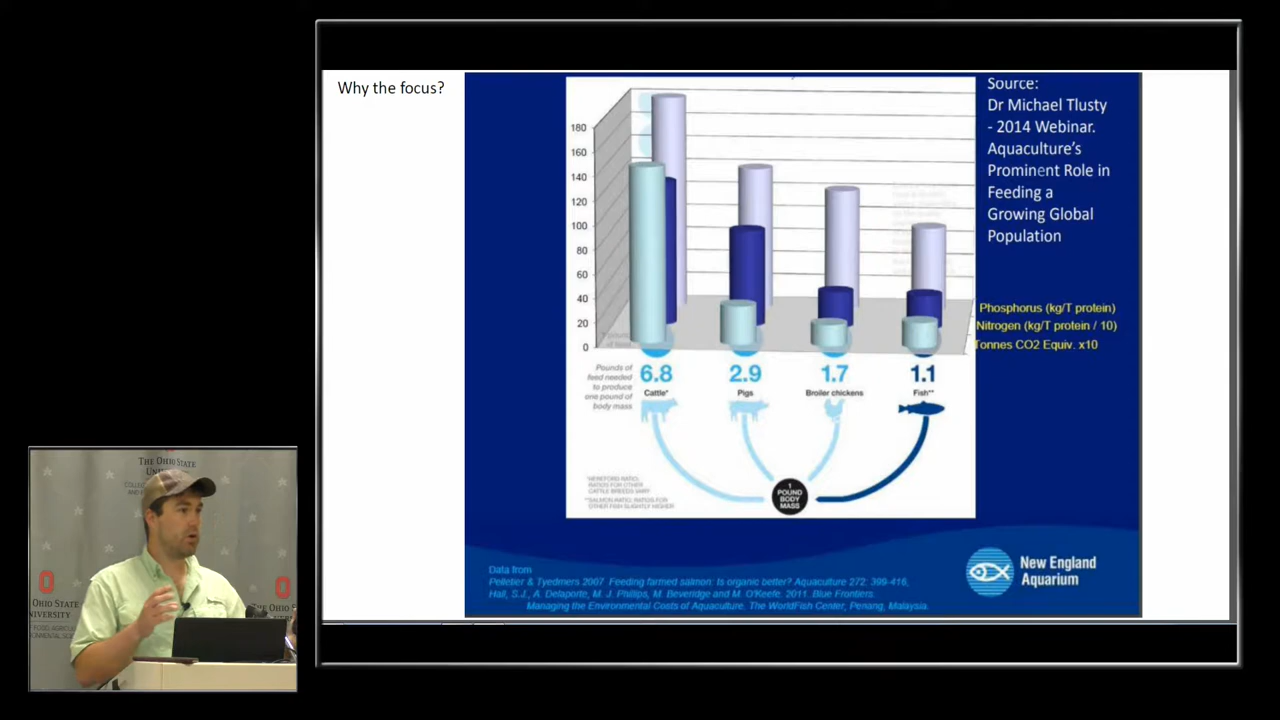 Why the focus?
Source:
Dr Michael Tlusty
- 2014 Webinar.
Aquaculture's
Prominent Role in
Feeding a
Growing Global
Population
180
160
140
120
100
80
60
40
20
0
Phosphorus (kg/T protein)
Nitrogen (kg/T protein / 10)
Tonnes CO2 Equiv. x10
Pounds of
feed needed
to produce
one pound of
body mass
6.8
Cattle*
2.9
Pigs
1.7
Broiler chickens
1.1
Fish**
*HEREFORD RATIO;
RATIOS FOR OTHER
CATTLE BREEDS VARY
**SALMON RATIO; RATIOS FOR
OTHER FISH SLIGHTLY HIGHER
1
POUND
BODY
MASS
New England
Aquarium
Data from
Pelletier & Tyedmers 2007 Feeding farmed salmon: Is organic better? Aquaculture 272: 399-416,
Hall, S.J., A. Delaporte, M. J. Phillips, M. Beveridge and M. O'Keefe. 2011. Blue Frontiers.
Managing the Environmental Costs of Aquaculture. The WorldFish Center, Penang, Malaysia.
THE OHIO STATE
OHIO STATE